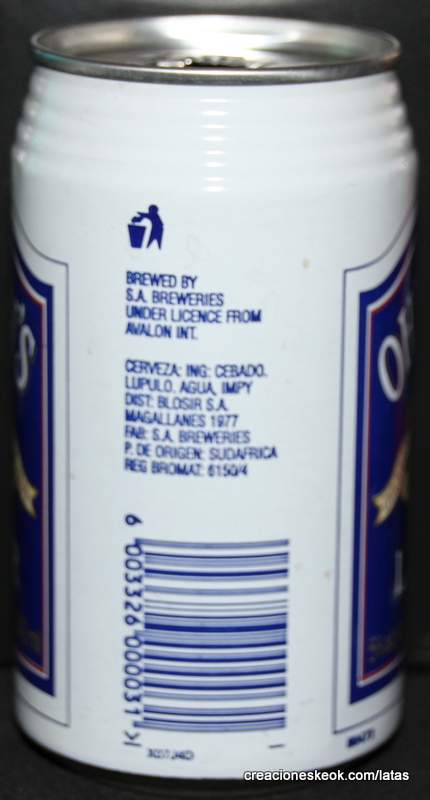 BREWED BY
S.A. BREWERIES
UNDER LICENCE FROM
AVALON INT.
CERVEZA: ING: CEBADO.
LUPULO. AGUA, IMPY
DIST: BLOSIR S.A.
MAGALLANES 1977
FAB: S.A. BREWERIES
P. DE ORIGEN: SUDAFRICA
REG BROMAT: 6150/4
6 003326 000031 >
creacioneskeok.com/latas